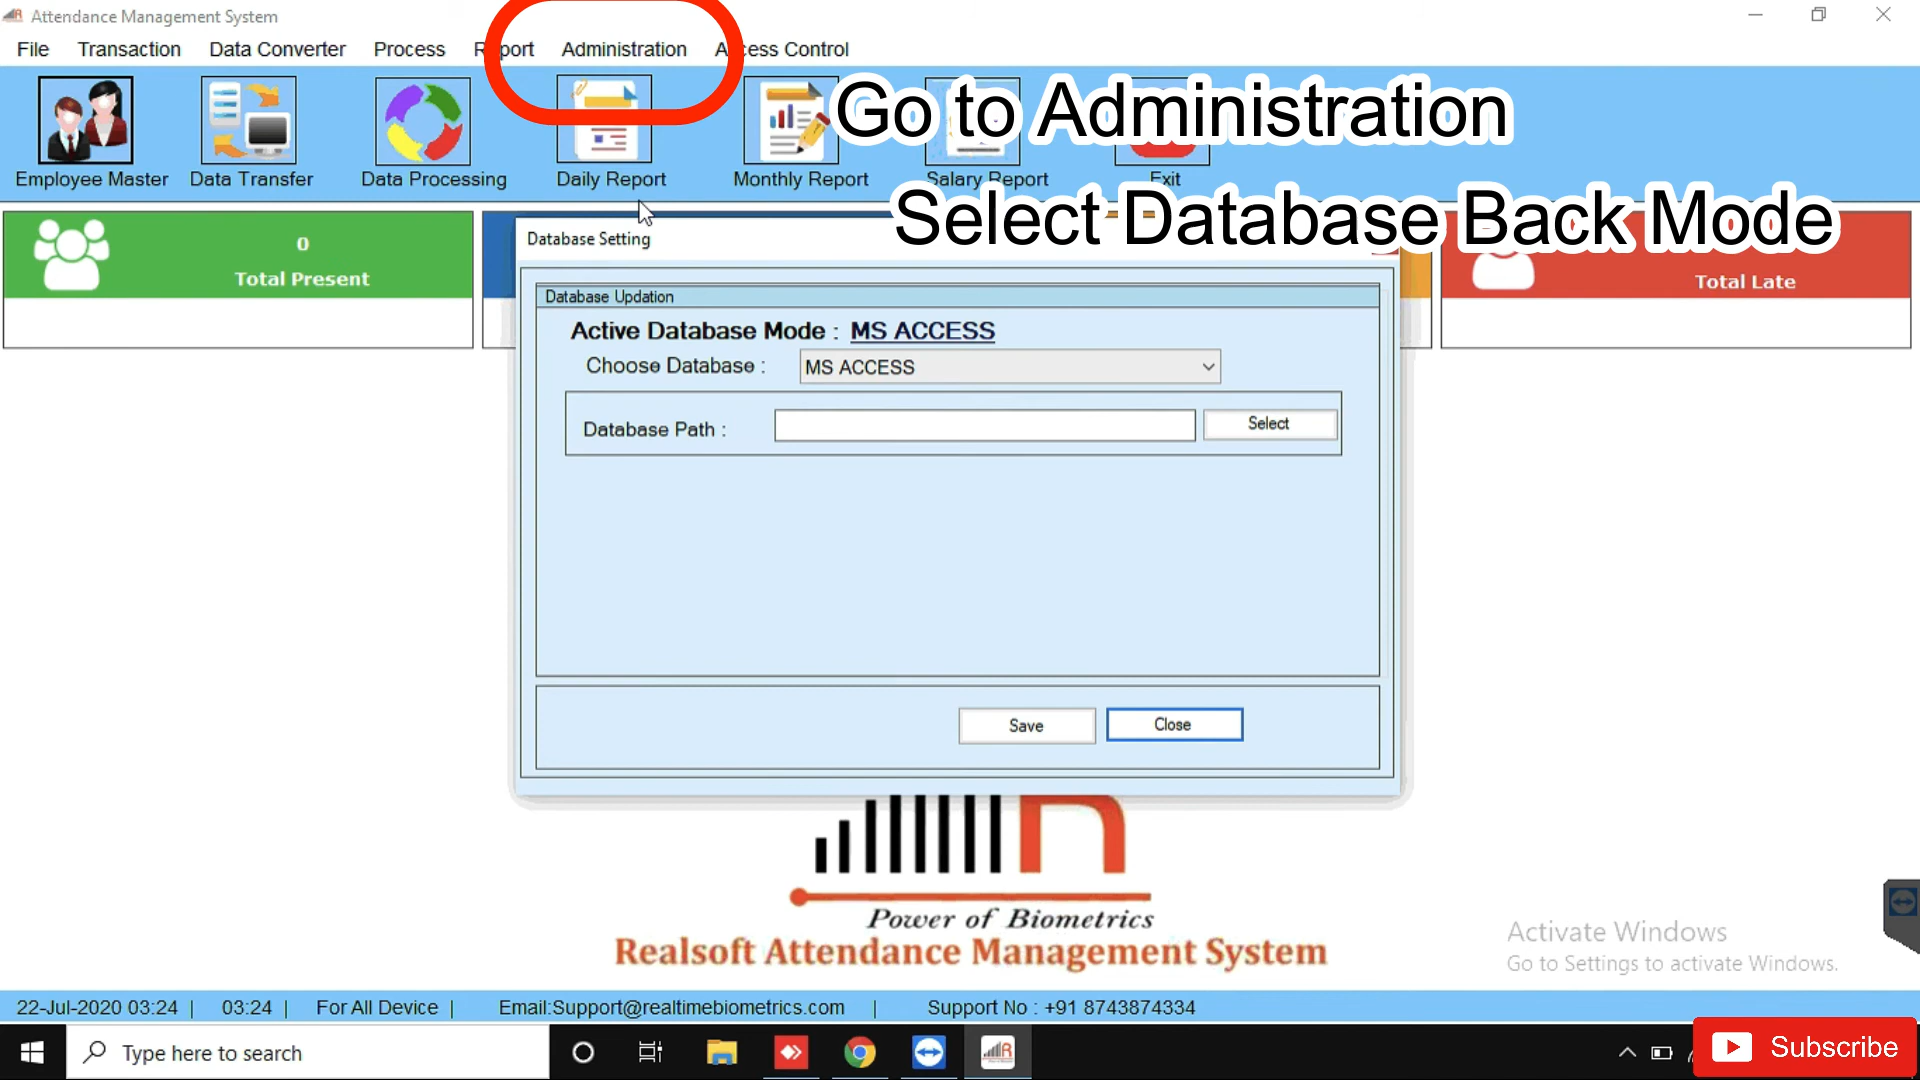 Attendance Management System
File Transaction Data Converter Process Report Administration Access Control
Go to Administration
Employee Master Data Transfer Data Processing Daily Report Monthly Report Salary Report Exit
Select Database Back Mode
0
Total Present
Total Late
Database Setting
Database Updation
Active Database Mode : MS ACCESS
Choose Database : MS ACCESS
Database Path : Select
Save Close
Power of Biometrics
Realsoft Attendance Management System
Activate Windows
Go to Settings to activate Windows.
22-Jul-2020 03:24 | 03:24 | For All Device | Email:Support@realtimebiometrics.com | Support No : +91 8743874334
Type here to search
Subscribe